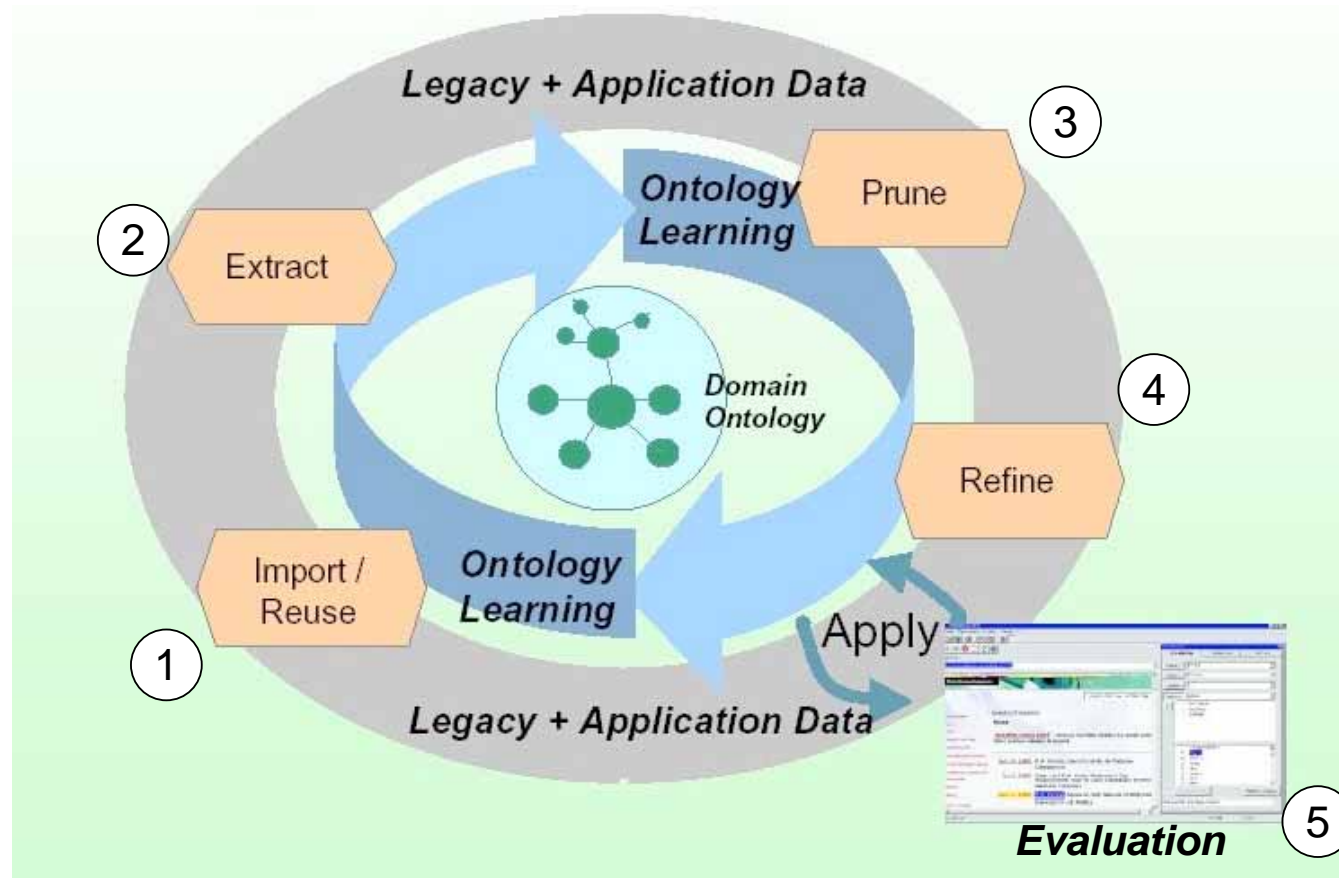 Legacy + Application Data
3
Ontology
Learning
Prune
2
Extract
Domain
Ontology
4
Refine
Import /
Reuse
Ontology
Learning
1
Apply
Legacy + Application Data
5
Evaluation